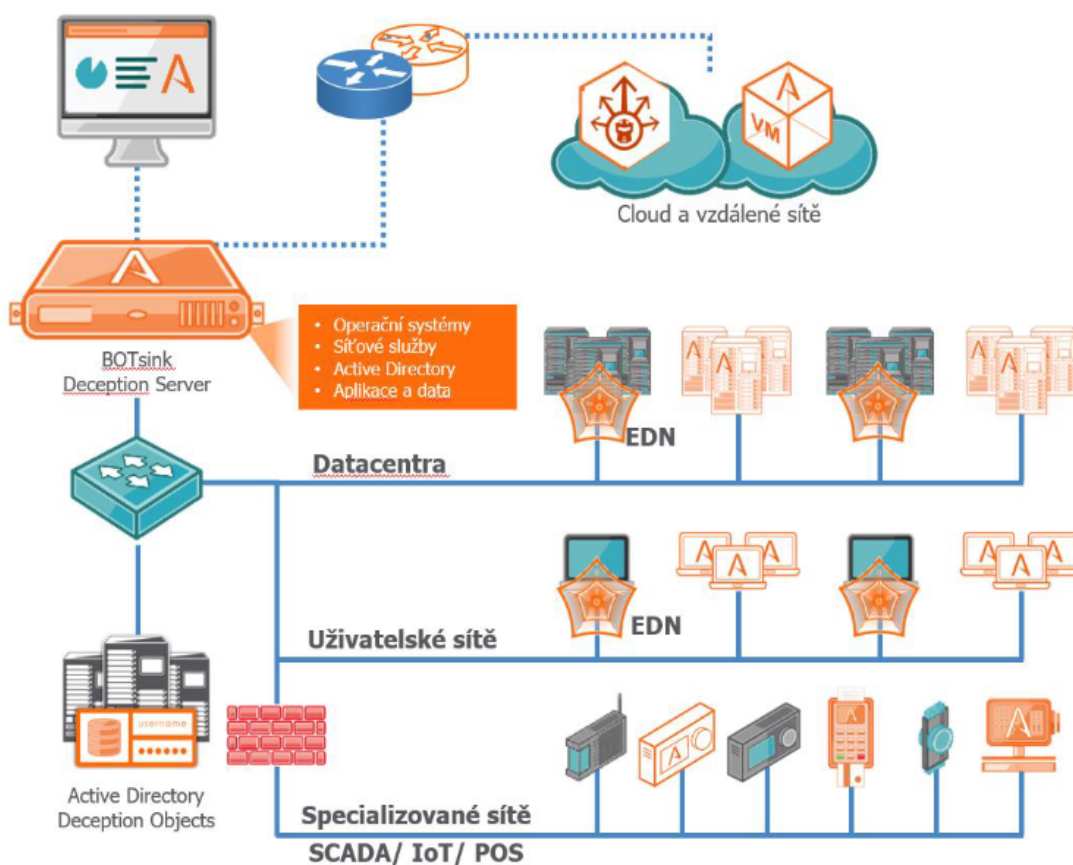 VM
Cloud a vzdálené sítě
BOTsink
Deception Server
• Operační systémy
• Síťové služby
• Active Directory
• Aplikace a data
EDN
Datacentra
EDN
Uživatelské sítě
username
Active Directory
Deception Objects
Specializované sítě
SCADA/ IoT/ POS